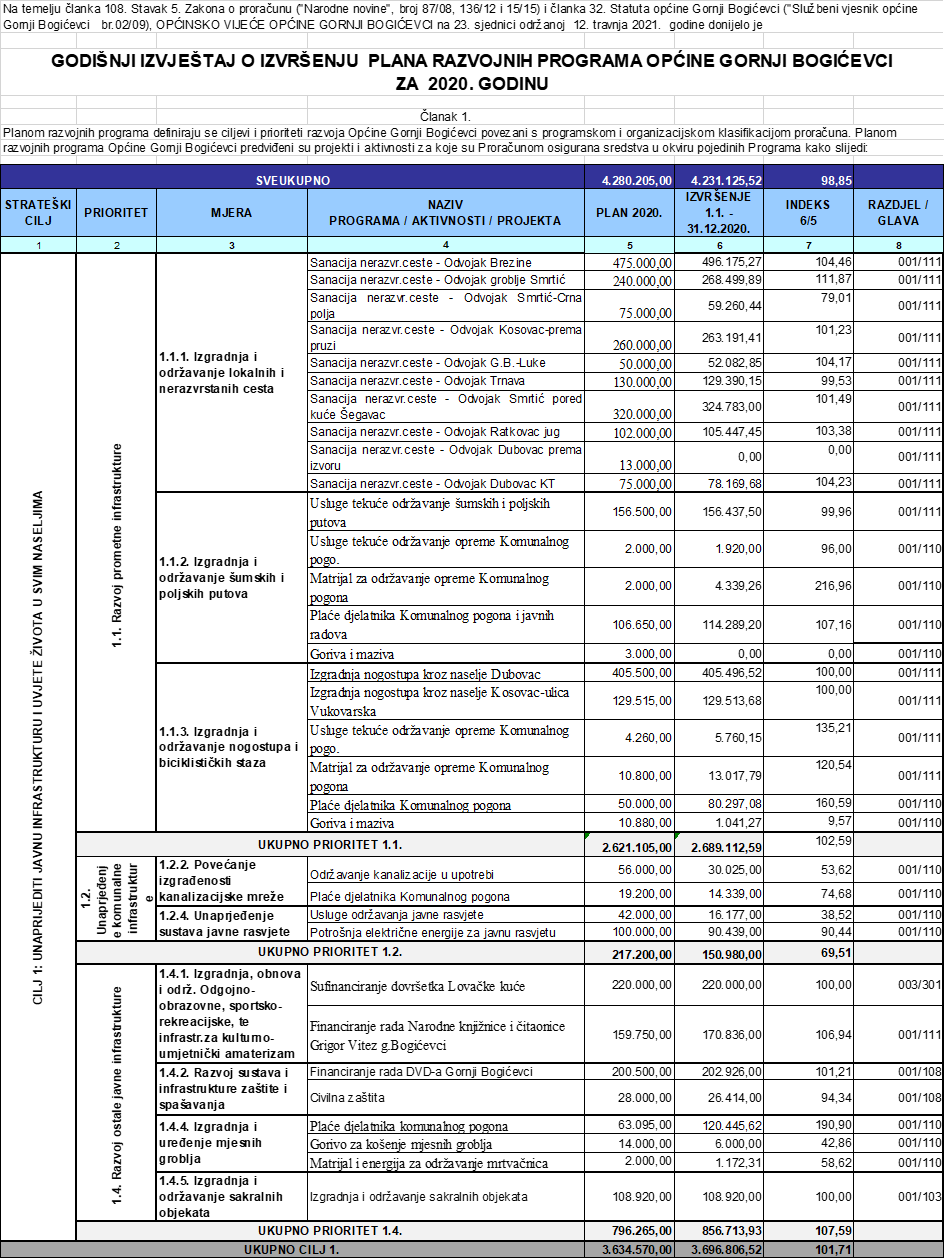 Na temelju članka 108. Stavak 5. Zakona o proračunu ("Narodne novine", broj 87/08, 136/12 i 15/15) i članka 32. Statuta općine Gornji Bogićevci ("Službeni vjesnik općine
Gornji Bogićevci br.02/09), OPĆINSKO VIJEĆE OPĆINE GORNJI BOGIĆEVCI na 23. sjednici održanoj 12. travnja 2021. godine donijelo je
GODIŠNJI IZVJEŠTAJ O IZVRŠENJU PLANA RAZVOJNIH PROGRAMA OPĆINE GORNJI BOGIĆEVCI
ZA 2020. GODINU
Članak 1.
Planom razvojnih programa definiraju se ciljevi i prioriteti razvoja Općine Gornji Bogićevci povezani s programskom i organizacijskom klasifikacijom proračuna. Planom
razvojnih programa Općine Gornji Bogićevci predviđeni su projekti i aktivnosti za koje su Proračunom osigurana sredstva u okviru pojedinih Programa kako slijedi:
SVEUKUPNO 4.280.205,00 4.231.125,52 98,85
STRATEŠKI CILJ PRIORITET MJERA NAZIV PROGRAMA / AKTIVNOSTI / PROJEKTA PLAN 2020. IZVRŠENJE 1.1. - 31.12.2020. INDEKS 6/5 RAZDJEL / GLAVA
1 2 3 4 5 6 7 8
CILJ 1: UNAPRIJEDITI JAVNU INFRASTRUKTURU I UVJETE ŽIVOTA U SVIM NASELJIMA
1.1. Razvoj prometne infrastrukture
1.1.1. Izgradnja i
održavanje lokalnih i
nerazvrstanih cesta
Sanacija nerazvr.ceste - Odvojak Brezine 475.000,00 496.175,27 104,46 001/111
Sanacija nerazvr.ceste - Odvojak groblje Smrtić 240.000,00 268.499,89 111,87 001/111
Sanacija nerazvr.ceste - Odvojak Smrtić-Crna
polja 75.000,00 59.260,44 79,01 001/111
Sanacija nerazvr.ceste - Odvojak Kosovac-prema
pruzi 260.000,00 263.191,41 101,23 001/111
Sanacija nerazvr.ceste - Odvojak G.B.-Luke 50.000,00 52.082,85 104,17 001/111
Sanacija nerazvr.ceste - Odvojak Trnava 130.000,00 129.390,15 99,53 001/111
Sanacija nerazvr.ceste - Odvojak Smrtić pored
kuće Šegavac 320.000,00 324.783,00 101,49 001/111
Sanacija nerazvr.ceste - Odvojak Ratkovac jug 102.000,00 105.447,45 103,38 001/111
Sanacija nerazvr.ceste - Odvojak Dubovac prema
izvoru 13.000,00 0,00 0,00 001/111
Sanacija nerazvr.ceste - Odvojak Dubovac KT 75.000,00 78.169,68 104,23 001/111
1.1.2. Izgradnja i
održavanje šumskih i
poljskih putova
Usluge tekuće održavanje šumskih i poljskih
putova 156.500,00 156.437,50 99,96 001/111
Usluge tekuće održavanje opreme Komunalnog
pogo. 2.000,00 1.920,00 96,00 001/110
Matrijal za održavanje opreme Komunalnog
pogona 2.000,00 4.339,26 216,96 001/110
Plaće djelatnika Komunalnog pogona i javnih
radova 106.650,00 114.289,20 107,16 001/110
Goriva i maziva 3.000,00 0,00 0,00 001/110
1.1.3. Izgradnja i
održavanje nogostupa i
biciklističkih staza
Izgradnja nogostupa kroz naselje Dubovac 405.500,00 405.496,52 100,00 001/111
Izgradnja nogostupa kroz naselje Kosovac-ulica
Vukovarska 129.515,00 129.513,68 100,00 001/111
Usluge tekuće održavanje opreme Komunalnog
pogo. 4.260,00 5.760,15 135,21 001/111
Matrijal za održavanje opreme Komunalnog
pogona 10.800,00 13.017,79 120,54 001/111
Plaće djelatnika Komunalnog pogona 50.000,00 80.297,08 160,59 001/110
Goriva i maziva 10.880,00 1.041,27 9,57 001/110
UKUPNO PRIORITET 1.1. 2.621.105,00 2.689.112,59 102,59
1.2.
Unaprjeđenj
e komunalne
infrastruktur
e
1.2.2. Povećanje
izgrađenosti
kanalizacijske mreže
Održavanje kanalizacije u upotrebi 56.000,00 30.025,00 53,62 001/110
Plaće djelatnika Komunalnog pogona 19.200,00 14.339,00 74,68 001/110
1.2.4. Unaprjeđenje
sustava javne rasvjete
Usluge održavanja javne rasvjete 42.000,00 16.177,00 38,52 001/110
Potrošnja električne energije za javnu rasvjetu 100.000,00 90.439,00 90,44 001/110
UKUPNO PRIORITET 1.2. 217.200,00 150.980,00 69,51
1.4. Razvoj ostale javne infrastrukture
1.4.1. Izgradnja, obnova
i održ. Odgojno-
obrazovne, sportsko-
rekreacijske, te
infrastr.za kulturno-
umjetnički amaterizam
Sufinanciranje dovršetka Lovačke kuće 220.000,00 220.000,00 100,00 003/301
Financiranje rada Narodne knjižnice i čitaonice
Grigor Vitez g.Bogićevci 159.750,00 170.836,00 106,94 001/111
1.4.2. Razvoj sustava i
infrastrukture zaštite i
spašavanja
Financiranje rada DVD-a Gornji Bogićevci 200.500,00 202.926,00 101,21 001/108
Civilna zaštita 28.000,00 26.414,00 94,34 001/108
1.4.4. Izgradnja i
uređenje mjesnih
groblja
Plaće djelatnika komunalnog pogona 63.095,00 120.445,62 190,90 001/110
Gorivo za košenje mjesnih groblja 14.000,00 6.000,00 42,86 001/110
Matrijal i energija za održavanje mrtvačnica 2.000,00 1.172,31 58,62 001/110
1.4.5. Izgradnja i
održavanje sakralnih
objekata
Izgradnja i održavanje sakralnih objekata 108.920,00 108.920,00 100,00 001/103
UKUPNO PRIORITET 1.4. 796.265,00 856.713,93 107,59
UKUPNO CILJ 1. 3.634.570,00 3.696.806,52 101,71